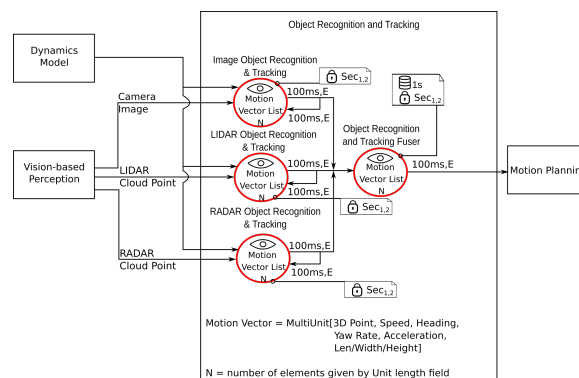 Object Recognition and Tracking
Dynamics
Model
Image Object Recognition
& Tracking
Sec1,2
1s
Sec1,2
Motion
Vector List
N
100ms,E
100ms,E
Camera
Image
LIDAR Object Recognition
& Tracking
Object Recognition
and Tracking Fuser
Vision-based
Perception
LIDAR
Cloud Point
Motion
Vector List
N
100ms,E
100ms,E
Motion
Vector List
N
100ms,E
Motion Plannin
Sec1,2
RADAR Object Recognition
& Tracking
RADAR
Cloud Point
Motion
Vector List
N
100ms,E
100ms,E
Sec1,2
Motion Vector = MultiUnit[3D Point, Speed, Heading,
Yaw Rate, Acceleration,
Len/Width/Height]
N = number of elements given by Unit length field